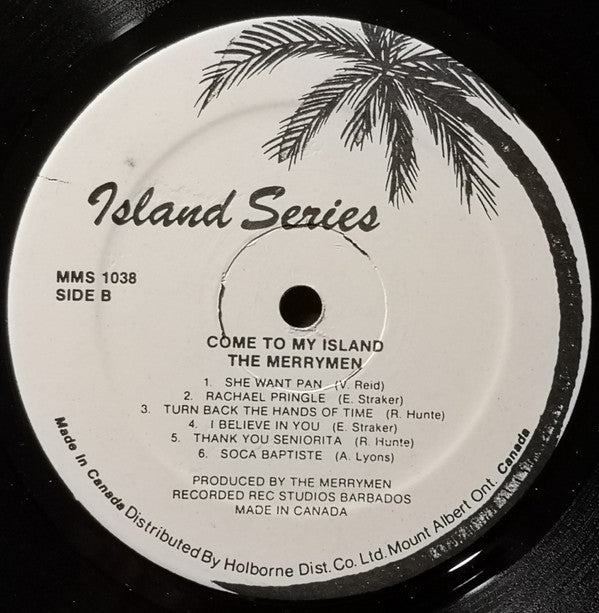 Island Series
MMS 1038
SIDE B
COME TO MY ISLAND
THE MERRYMEN
1. SHE WANT PAN (V. Reid)
2. RACHAEL PRINGLE (E. Straker)
3. TURN BACK THE HANDS OF TIME (R. Hunte)
4. I BELIEVE IN YOU (E. Straker)
5. THANK YOU SENIORITA (R. Hunte)
6. SOCA BAPTISTE (A. Lyons)
PRODUCED BY THE MERRYMEN
RECORDED REC STUDIOS BARBADOS
MADE IN CANADA
Made In Canada Distributed By Holborne Dist. Co. Ltd. Mount Albert Ont. Canada